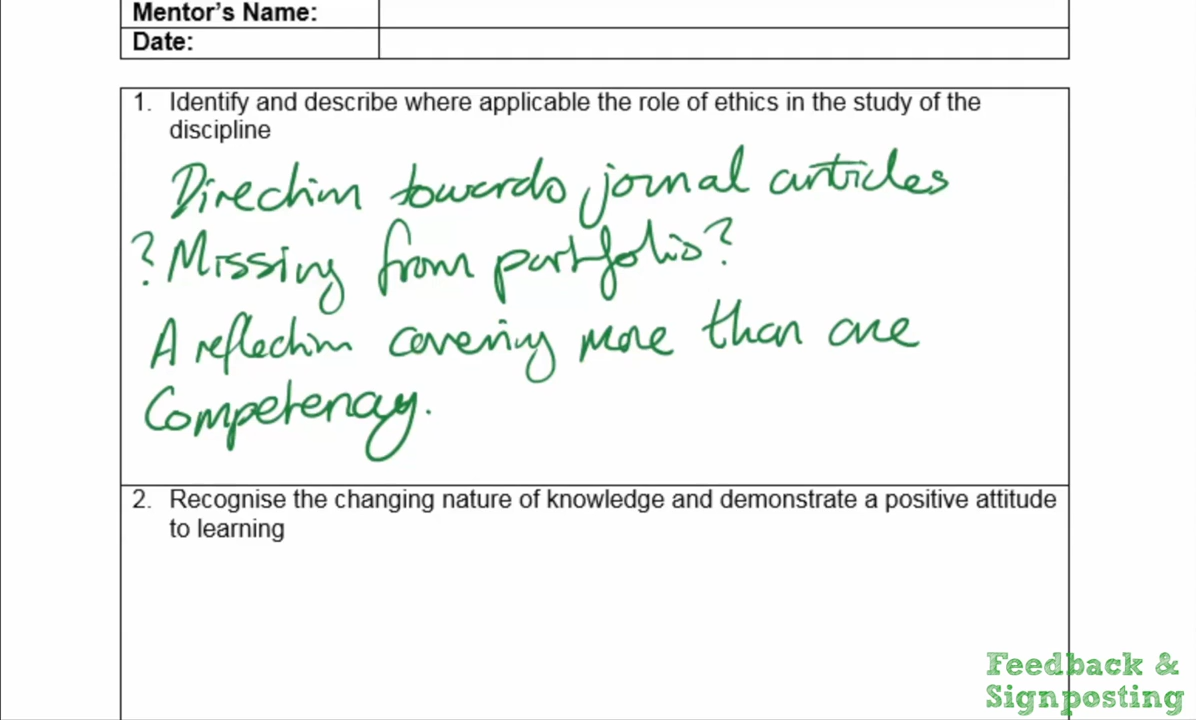 Mentor's Name:
Date:
1. Identify and describe where applicable the role of ethics in the study of the
discipline
Direction towards journal articles
? Missing from portfolio?
A reflection covering more than one
Competency.
2. Recognise the changing nature of knowledge and demonstrate a positive attitude
to learning
Feedback &
Signposting